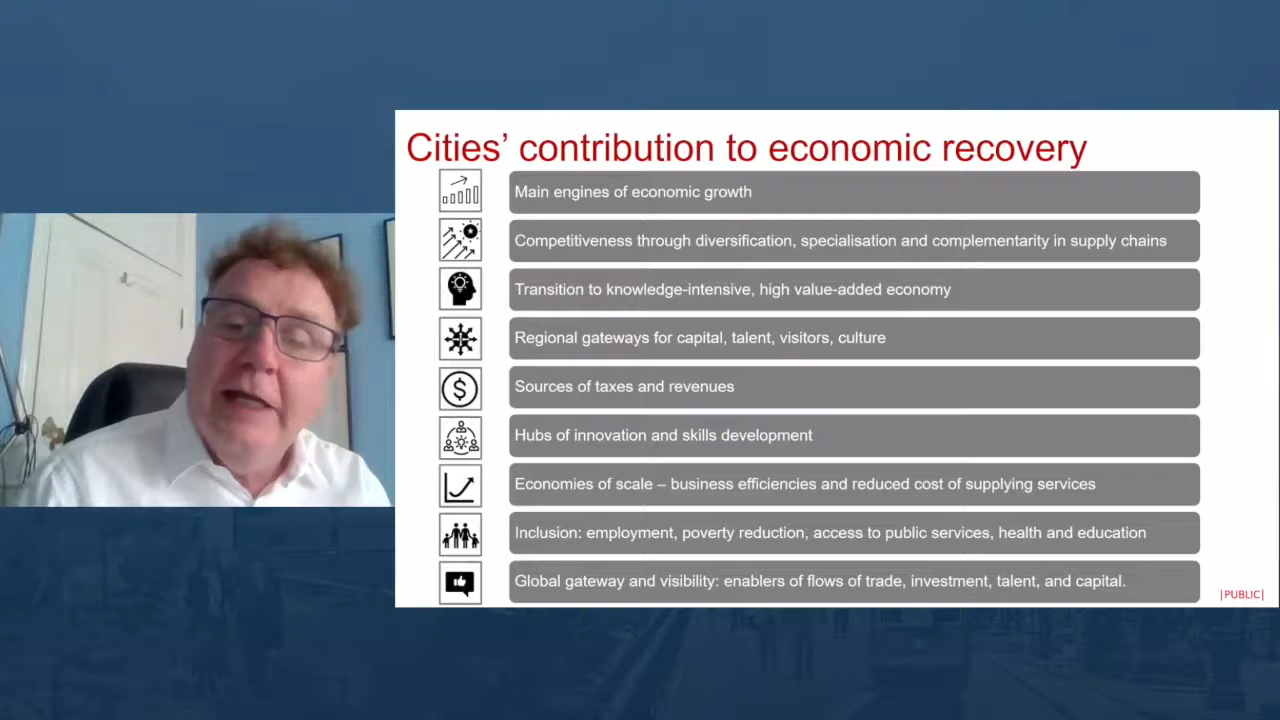 Cities’ contribution to economic recovery
Main engines of economic growth
Competitiveness through diversification, specialisation and complementarity in supply chains
Transition to knowledge-intensive, high value-added economy
Regional gateways for capital, talent, visitors, culture
Sources of taxes and revenues
Hubs of innovation and skills development
Economies of scale – business efficiencies and reduced cost of supplying services
Inclusion: employment, poverty reduction, access to public services, health and education
Global gateway and visibility: enablers of flows of trade, investment, talent, and capital.
|PUBLIC|